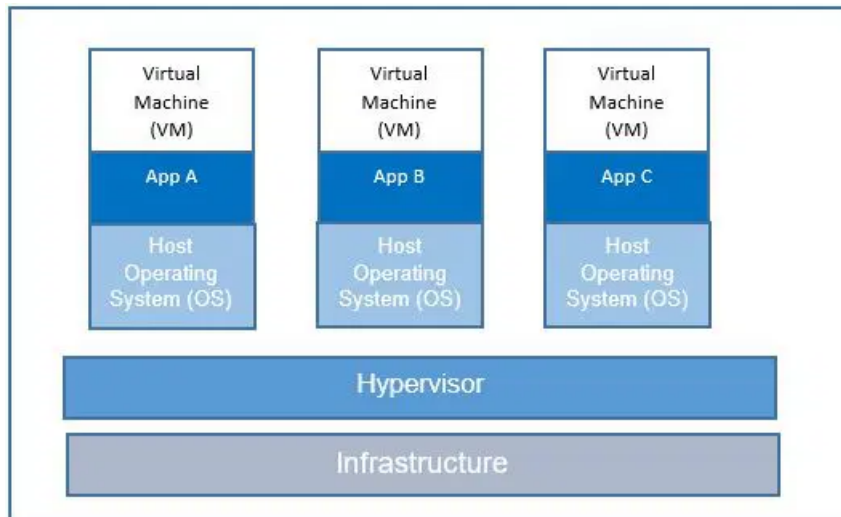 Virtual
Machine
(VM)
App A
Host
Operating
System (OS)
Virtual
Machine
(VM)
App B
Host
Operating
System (OS)
Virtual
Machine
(VM)
App C
Host
Operating
System (OS)
Hypervisor
Infrastructure